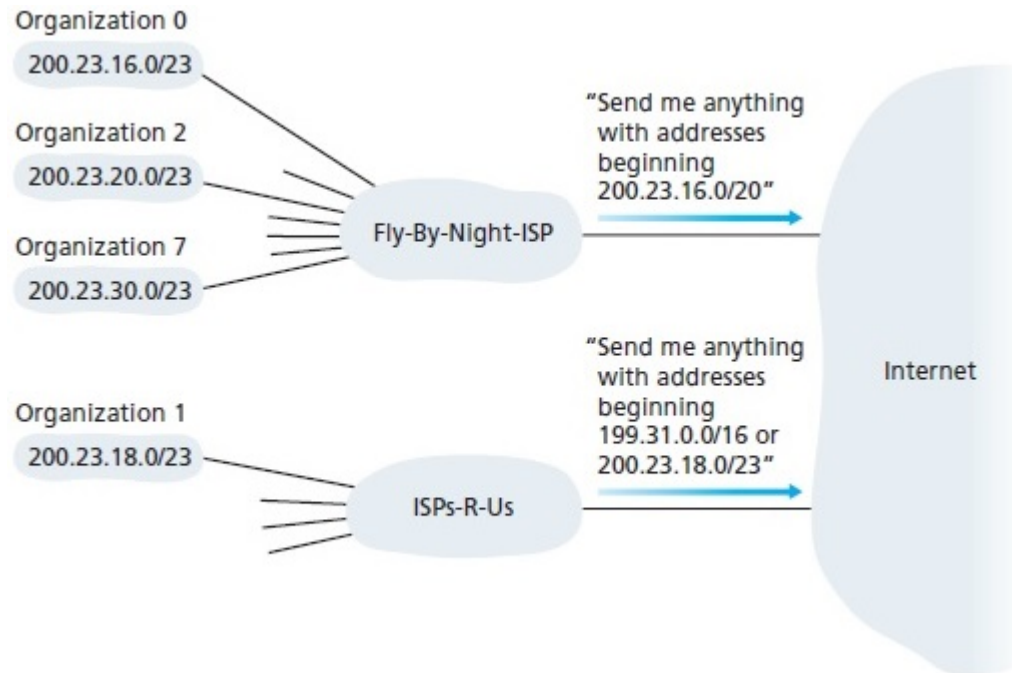 Organization 0
200.23.16.0/23
Organization 2
200.23.20.0/23
Organization 7
200.23.30.0/23
Fly-By-Night-ISP
“Send me anything
with addresses
beginning
200.23.16.0/20”
Organization 1
200.23.18.0/23
ISPs-R-Us
“Send me anything
with addresses
beginning
199.31.0.0/16 or
200.23.18.0/23”
Internet